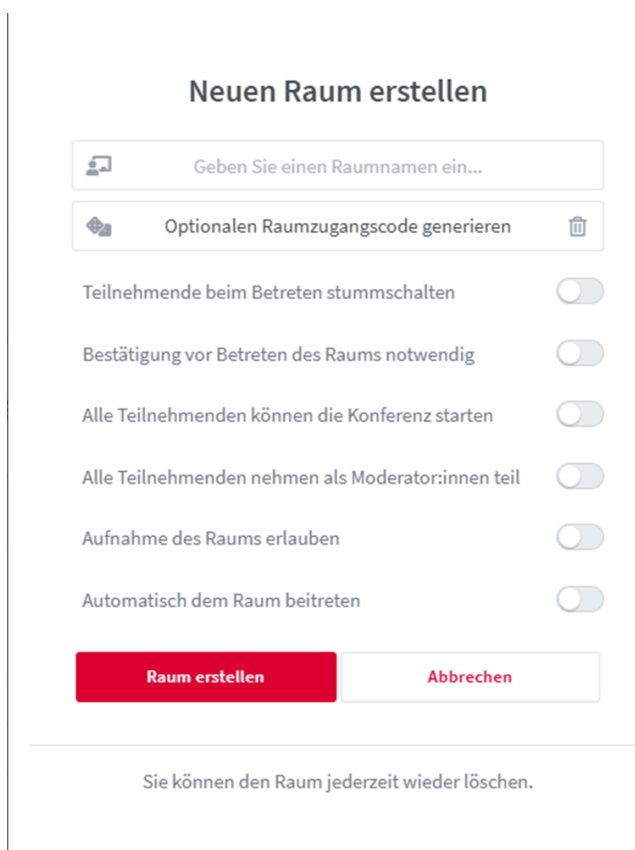 Neuen Raum erstellen
Geben Sie einen Raumnamen ein...
Optionalen Raumzugangscode generieren
Teilnehmende beim Betreten stummschalten
Bestätigung vor Betreten des Raums notwendig
Alle Teilnehmenden können die Konferenz starten
Alle Teilnehmenden nehmen als Moderator:innen teil
Aufnahme des Raums erlauben
Automatisch dem Raum beitreten
Raum erstellen
Abbrechen
Sie können den Raum jederzeit wieder löschen.